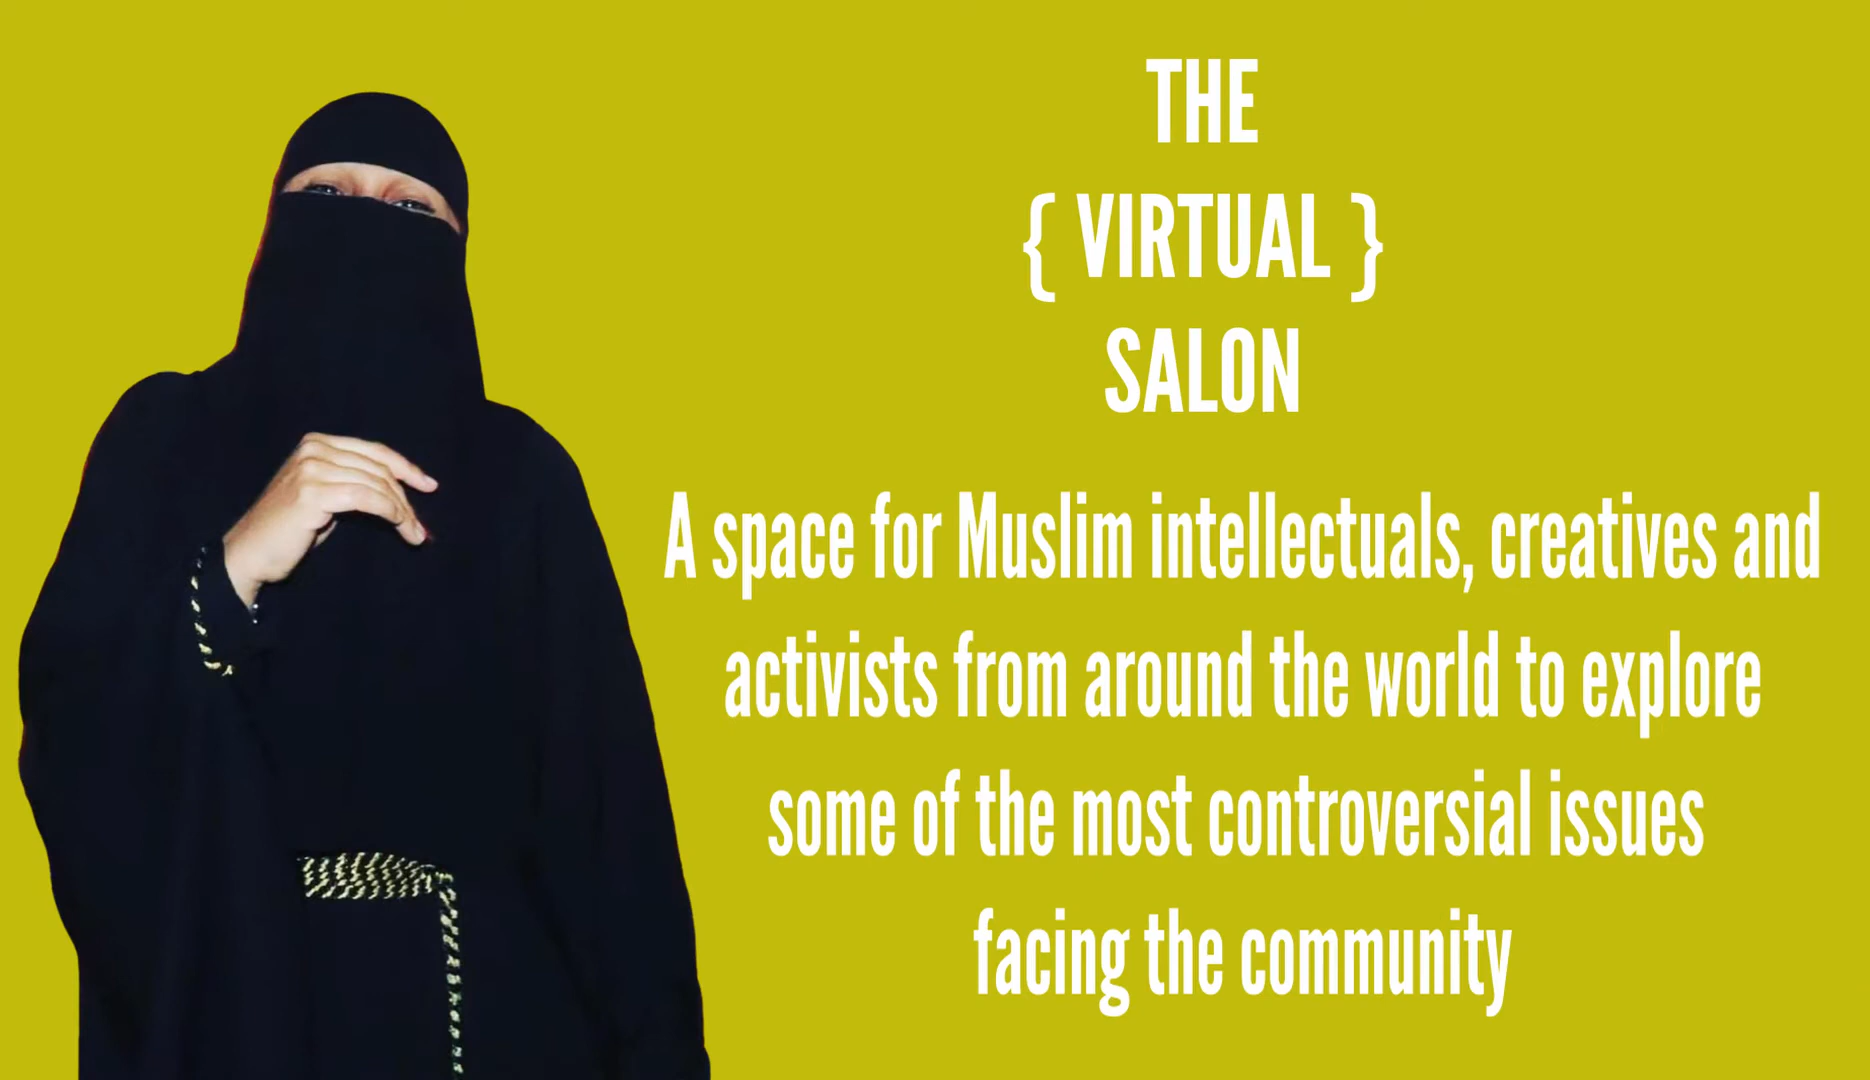 THE
{ VIRTUAL }
SALON
A space for Muslim intellectuals, creatives and
activists from around the world to explore
some of the most controversial issues
facing the community